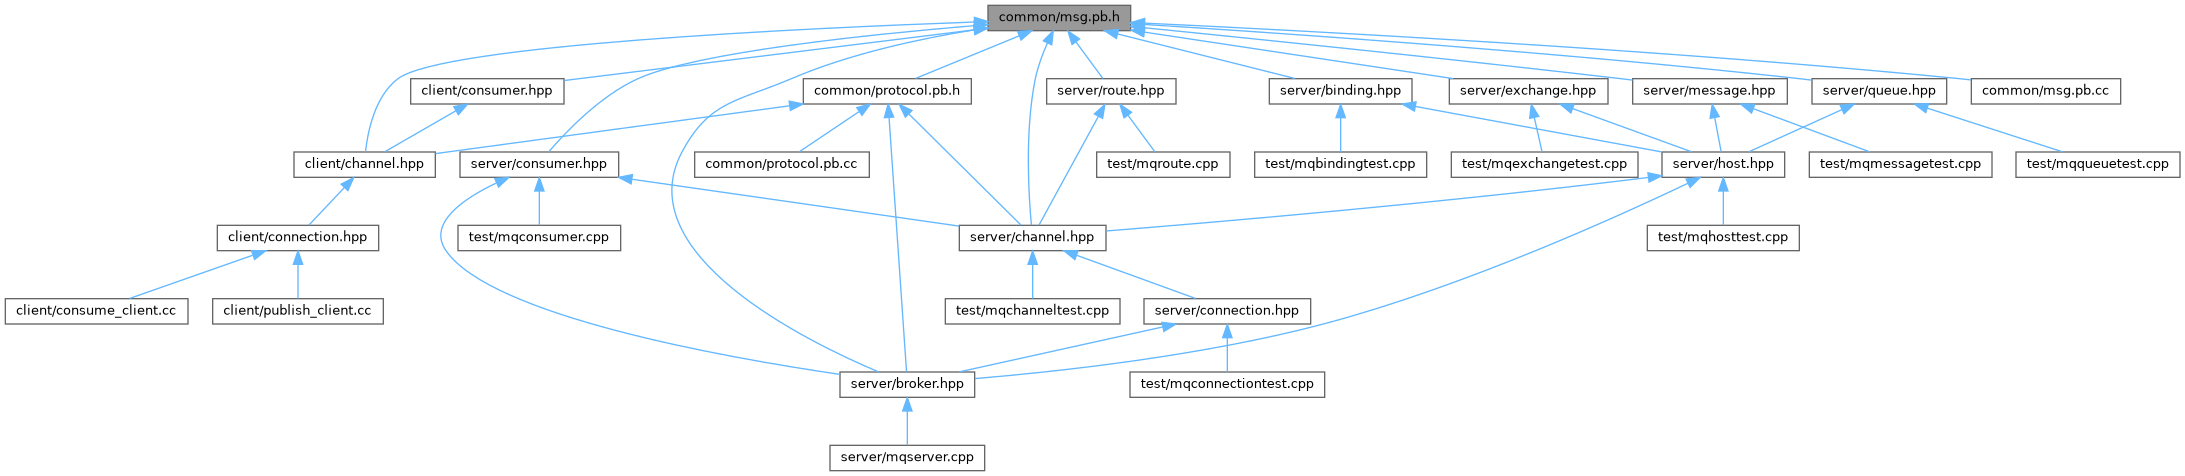 common/msg.pb.h
client/consumer.hpp
common/protocol.pb.h
server/route.hpp
server/binding.hpp
server/exchange.hpp
server/message.hpp
server/queue.hpp
common/msg.pb.cc
client/channel.hpp
server/consumer.hpp
common/protocol.pb.cc
test/mqroute.cpp
test/mqbindingtest.cpp
test/mqexchangetest.cpp
server/host.hpp
test/mqmessagetest.cpp
test/mqqueuetest.cpp
client/connection.hpp
test/mqconsumer.cpp
server/channel.hpp
test/mqhosttest.cpp
client/consume_client.cc
client/publish_client.cc
test/mqchanneltest.cpp
server/connection.hpp
server/broker.hpp
test/mqconnectiontest.cpp
server/mqserver.cpp